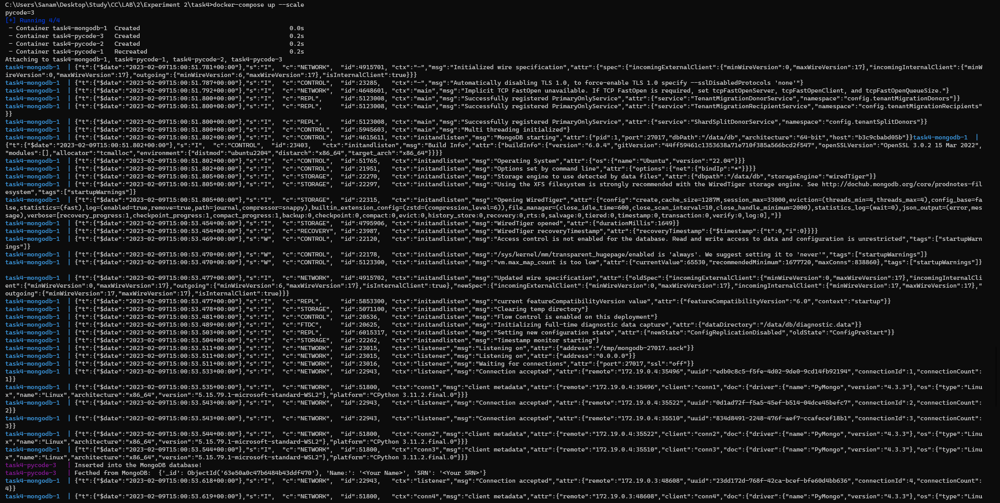 C:\Users\Sanam\Desktop\Study\CC\LAB\2\Experiment 2\task4>docker-compose up --scale
pycode=3
[+] Running 4/4
 - Container task4-mongodb-1  Created                                         0.0s
 - Container task4-pycode-3   Created                                         0.2s
 - Container task4-pycode-2   Created                                         0.2s
 - Container task4-pycode-1   Recreated                                       0.2s
Attaching to task4-mongodb-1, task4-pycode-1, task4-pycode-2, task4-pycode-3
task4-mongodb-1  | {"t":{"$date":"2023-02-09T15:00:51.781+00:00"},"s":"I",  "c":"NETWORK",  "id":4915701, "ctx":"-","msg":"Initialized wire specification","attr":{"spec":{"incomingExternalClient":{"minWireVersion":0,"maxWireVersion":17},"incomingInternalClient":{"minW
ireVersion":0,"maxWireVersion":17},"outgoing":{"minWireVersion":6,"maxWireVersion":17},"isInternalClient":true}}}
task4-mongodb-1  | {"t":{"$date":"2023-02-09T15:00:51.787+00:00"},"s":"I",  "c":"CONTROL",  "id":23285,   "ctx":"-","msg":"Automatically disabling TLS 1.0, to force-enable TLS 1.0 specify --sslDisabledProtocols 'none'"}
task4-mongodb-1  | {"t":{"$date":"2023-02-09T15:00:51.792+00:00"},"s":"I",  "c":"NETWORK",  "id":4648601, "ctx":"main","msg":"Implicit TCP FastOpen unavailable. If TCP FastOpen is required, set tcpFastOpenServer, tcpFastOpenClient, and tcpFastOpenQueueSize."}
task4-mongodb-1  | {"t":{"$date":"2023-02-09T15:00:51.800+00:00"},"s":"I",  "c":"REPL",     "id":5123008, "ctx":"main","msg":"Successfully registered PrimaryOnlyService","attr":{"service":"TenantMigrationDonorService","namespace":"config.tenantMigrationDonors"}}
task4-mongodb-1  | {"t":{"$date":"2023-02-09T15:00:51.800+00:00"},"s":"I",  "c":"REPL",     "id":5123008, "ctx":"main","msg":"Successfully registered PrimaryOnlyService","attr":{"service":"TenantMigrationRecipientService","namespace":"config.tenantMigrationRecipients"
}}
task4-mongodb-1  | {"t":{"$date":"2023-02-09T15:00:51.800+00:00"},"s":"I",  "c":"REPL",     "id":5123008, "ctx":"main","msg":"Successfully registered PrimaryOnlyService","attr":{"service":"ShardSplitDonorService","namespace":"config.tenantSplitDonors"}}
task4-mongodb-1  | {"t":{"$date":"2023-02-09T15:00:51.800+00:00"},"s":"I",  "c":"CONTROL",  "id":5945603, "ctx":"main","msg":"Multi threading initialized"}
task4-mongodb-1  | {"t":{"$date":"2023-02-09T15:00:51.802+00:00"},"s":"I",  "c":"CONTROL",  "id":4615611, "ctx":"initandlisten","msg":"MongoDB starting","attr":{"pid":1,"port":27017,"dbPath":"/data/db","architecture":"64-bit","host":"b3c9cbabd05b"}}task4-mongodb-1  |
{"t":{"$date":"2023-02-09T15:00:51.802+00:00"},"s":"I",  "c":"CONTROL",  "id":23403,   "ctx":"initandlisten","msg":"Build Info","attr":{"buildInfo":{"version":"6.0.4","gitVersion":"44ff59461c1353638a71e710f385a566bcd2f547","openSSLVersion":"OpenSSL 3.0.2 15 Mar 2022",
"modules":[],"allocator":"tcmalloc","environment":{"distmod":"ubuntu2204","distarch":"x86_64","target_arch":"x86_64"}}}}
task4-mongodb-1  | {"t":{"$date":"2023-02-09T15:00:51.802+00:00"},"s":"I",  "c":"CONTROL",  "id":51765,   "ctx":"initandlisten","msg":"Operating System","attr":{"os":{"name":"Ubuntu","version":"22.04"}}}
task4-mongodb-1  | {"t":{"$date":"2023-02-09T15:00:51.802+00:00"},"s":"I",  "c":"CONTROL",  "id":21951,   "ctx":"initandlisten","msg":"Options set by command line","attr":{"options":{"net":{"bindIp":"*"}}}}
task4-mongodb-1  | {"t":{"$date":"2023-02-09T15:00:51.805+00:00"},"s":"I",  "c":"STORAGE",  "id":22270,   "ctx":"initandlisten","msg":"Storage engine to use detected by data files","attr":{"dbpath":"/data/db","storageEngine":"wiredTiger"}}
task4-mongodb-1  | {"t":{"$date":"2023-02-09T15:00:51.805+00:00"},"s":"I",  "c":"STORAGE",  "id":22297,   "ctx":"initandlisten","msg":"Using the XFS filesystem is strongly recommended with the WiredTiger storage engine. See http://dochub.mongodb.org/core/prodnotes-fil
esystem","tags":["startupWarnings"]}
task4-mongodb-1  | {"t":{"$date":"2023-02-09T15:00:51.805+00:00"},"s":"I",  "c":"STORAGE",  "id":22315,   "ctx":"initandlisten","msg":"Opening WiredTiger","attr":{"config":"create,cache_size=1287M,session_max=33000,eviction=(threads_min=4,threads_max=4),config_base=fa
lse,statistics=(fast),log=(enabled=true,remove=true,path=journal,compressor=snappy),builtin_extension_config=(zstd=(compression_level=6)),file_manager=(close_idle_time=600,close_scan_interval=10,close_handle_minimum=2000),statistics_log=(wait=0),json_output=(error,mes
sage),verbose=[recovery_progress:1,checkpoint_progress:1,compact_progress:1,backup:0,checkpoint:0,compact:0,evict:0,history_store:0,recovery:0,rts:0,salvage:0,tiered:0,timestamp:0,transaction:0,verify:0,log:0],"}}
task4-mongodb-1  | {"t":{"$date":"2023-02-09T15:00:53.454+00:00"},"s":"I",  "c":"STORAGE",  "id":4795906, "ctx":"initandlisten","msg":"WiredTiger opened","attr":{"durationMillis":1649}}
task4-mongodb-1  | {"t":{"$date":"2023-02-09T15:00:53.454+00:00"},"s":"I",  "c":"RECOVERY", "id":23987,   "ctx":"initandlisten","msg":"WiredTiger recoveryTimestamp","attr":{"recoveryTimestamp":{"$timestamp":{"t":0,"i":0}}}}
task4-mongodb-1  | {"t":{"$date":"2023-02-09T15:00:53.469+00:00"},"s":"W",  "c":"CONTROL",  "id":22120,   "ctx":"initandlisten","msg":"Access control is not enabled for the database. Read and write access to data and configuration is unrestricted","tags":["startupWarn
ings"]}
task4-mongodb-1  | {"t":{"$date":"2023-02-09T15:00:53.470+00:00"},"s":"W",  "c":"CONTROL",  "id":22178,   "ctx":"initandlisten","msg":"/sys/kernel/mm/transparent_hugepage/enabled is 'always'. We suggest setting it to 'never'","tags":["startupWarnings"]}
task4-mongodb-1  | {"t":{"$date":"2023-02-09T15:00:53.470+00:00"},"s":"W",  "c":"CONTROL",  "id":5123300, "ctx":"initandlisten","msg":"vm.max_map_count is too low","attr":{"currentValue":65530,"recommendedMinimum":1677720,"maxConns":838860},"tags":["startupWarnings"]}
task4-mongodb-1  | {"t":{"$date":"2023-02-09T15:00:53.477+00:00"},"s":"I",  "c":"NETWORK",  "id":4915702, "ctx":"initandlisten","msg":"Updated wire specification","attr":{"oldSpec":{"incomingExternalClient":{"minWireVersion":0,"maxWireVersion":17},"incomingInternalCli
ent":{"minWireVersion":0,"maxWireVersion":17},"outgoing":{"minWireVersion":6,"maxWireVersion":17},"isInternalClient":true},"newSpec":{"incomingExternalClient":{"minWireVersion":0,"maxWireVersion":17},"incomingInternalClient":{"minWireVersion":17,"maxWireVersion":17},"
outgoing":{"minWireVersion":17,"maxWireVersion":17},"isInternalClient":true}}}
task4-mongodb-1  | {"t":{"$date":"2023-02-09T15:00:53.477+00:00"},"s":"I",  "c":"REPL",     "id":5853300, "ctx":"initandlisten","msg":"current featureCompatibilityVersion value","attr":{"featureCompatibilityVersion":"6.0","context":"startup"}}
task4-mongodb-1  | {"t":{"$date":"2023-02-09T15:00:53.478+00:00"},"s":"I",  "c":"STORAGE",  "id":5071100, "ctx":"initandlisten","msg":"Clearing temp directory"}
task4-mongodb-1  | {"t":{"$date":"2023-02-09T15:00:53.481+00:00"},"s":"I",  "c":"CONTROL",  "id":20536,   "ctx":"initandlisten","msg":"Flow Control is enabled on this deployment"}
task4-mongodb-1  | {"t":{"$date":"2023-02-09T15:00:53.489+00:00"},"s":"I",  "c":"FTDC",     "id":20625,   "ctx":"initandlisten","msg":"Initializing full-time diagnostic data capture","attr":{"dataDirectory":"/data/db/diagnostic.data"}}
task4-mongodb-1  | {"t":{"$date":"2023-02-09T15:00:53.503+00:00"},"s":"I",  "c":"REPL",     "id":6015317, "ctx":"initandlisten","msg":"Setting new configuration state","attr":{"newState":"ConfigReplicationDisabled","oldState":"ConfigPreStart"}}
task4-mongodb-1  | {"t":{"$date":"2023-02-09T15:00:53.504+00:00"},"s":"I",  "c":"STORAGE",  "id":22262,   "ctx":"initandlisten","msg":"Timestamp monitor starting"}
task4-mongodb-1  | {"t":{"$date":"2023-02-09T15:00:53.511+00:00"},"s":"I",  "c":"NETWORK",  "id":23015,   "ctx":"listener","msg":"Listening on","attr":{"address":"/tmp/mongodb-27017.sock"}}
task4-mongodb-1  | {"t":{"$date":"2023-02-09T15:00:53.511+00:00"},"s":"I",  "c":"NETWORK",  "id":23015,   "ctx":"listener","msg":"Listening on","attr":{"address":"0.0.0.0"}}
task4-mongodb-1  | {"t":{"$date":"2023-02-09T15:00:53.511+00:00"},"s":"I",  "c":"NETWORK",  "id":23016,   "ctx":"listener","msg":"Waiting for connections","attr":{"port":27017,"ssl":"off"}}
task4-mongodb-1  | {"t":{"$date":"2023-02-09T15:00:53.533+00:00"},"s":"I",  "c":"NETWORK",  "id":22943,   "ctx":"listener","msg":"Connection accepted","attr":{"remote":"172.19.0.4:35496","uuid":"edb0c8c5-f5fe-4d02-9de0-9cd14fb92194","connectionId":1,"connectionCount":
1}}
task4-mongodb-1  | {"t":{"$date":"2023-02-09T15:00:53.535+00:00"},"s":"I",  "c":"NETWORK",  "id":51800,   "ctx":"conn1","msg":"client metadata","attr":{"remote":"172.19.0.4:35496","client":"conn1","doc":{"driver":{"name":"PyMongo","version":"4.3.3"},"os":{"type":"Linu
x","name":"Linux","architecture":"x86_64","version":"5.15.79.1-microsoft-standard-WSL2"},"platform":"CPython 3.11.2.final.0"}}}
task4-mongodb-1  | {"t":{"$date":"2023-02-09T15:00:53.543+00:00"},"s":"I",  "c":"NETWORK",  "id":22943,   "ctx":"listener","msg":"Connection accepted","attr":{"remote":"172.19.0.4:35522","uuid":"0d1ad72f-f5a5-45ef-b514-04dce45befc7","connectionId":2,"connectionCount":
2}}
task4-mongodb-1  | {"t":{"$date":"2023-02-09T15:00:53.543+00:00"},"s":"I",  "c":"NETWORK",  "id":22943,   "ctx":"listener","msg":"Connection accepted","attr":{"remote":"172.19.0.4:35510","uuid":"834d8491-2248-476f-aef7-ccafecef18b1","connectionId":3,"connectionCount":
3}}
task4-mongodb-1  | {"t":{"$date":"2023-02-09T15:00:53.544+00:00"},"s":"I",  "c":"NETWORK",  "id":51800,   "ctx":"conn2","msg":"client metadata","attr":{"remote":"172.19.0.4:35522","client":"conn2","doc":{"driver":{"name":"PyMongo","version":"4.3.3"},"os":{"type":"Linu
x","name":"Linux","architecture":"x86_64","version":"5.15.79.1-microsoft-standard-WSL2"},"platform":"CPython 3.11.2.final.0"}}}
task4-mongodb-1  | {"t":{"$date":"2023-02-09T15:00:53.544+00:00"},"s":"I",  "c":"NETWORK",  "id":51800,   "ctx":"conn3","msg":"client metadata","attr":{"remote":"172.19.0.4:35510","client":"conn3","doc":{"driver":{"name":"PyMongo","version":"4.3.3"},"os":{"type":"Linu
x","name":"Linux","architecture":"x86_64","version":"5.15.79.1-microsoft-standard-WSL2"},"platform":"CPython 3.11.2.final.0"}}}
task4-pycode-3   | Inserted into the MongoDB database!
task4-pycode-3   | Fecthed from MongoDB:  {'_id': ObjectId('63e50a0c47b6484b43ddf470'), 'Name:': '<Your Name>', 'SRN': '<Your SRN>'}
task4-mongodb-1  | {"t":{"$date":"2023-02-09T15:00:53.618+00:00"},"s":"I",  "c":"NETWORK",  "id":22943,   "ctx":"listener","msg":"Connection accepted","attr":{"remote":"172.19.0.3:48608","uuid":"23dd172d-768f-42ca-bcef-bfe60d4bb636","connectionId":4,"connectionCount":
4}}
task4-mongodb-1  | {"t":{"$date":"2023-02-09T15:00:53.619+00:00"},"s":"I",  "c":"NETWORK",  "id":51800,   "ctx":"conn4","msg":"client metadata","attr":{"remote":"172.19.0.3:48608","client":"conn4","doc":{"driver":{"name":"PyMongo","version":"4.3.3"},"os":{"type":"Linu